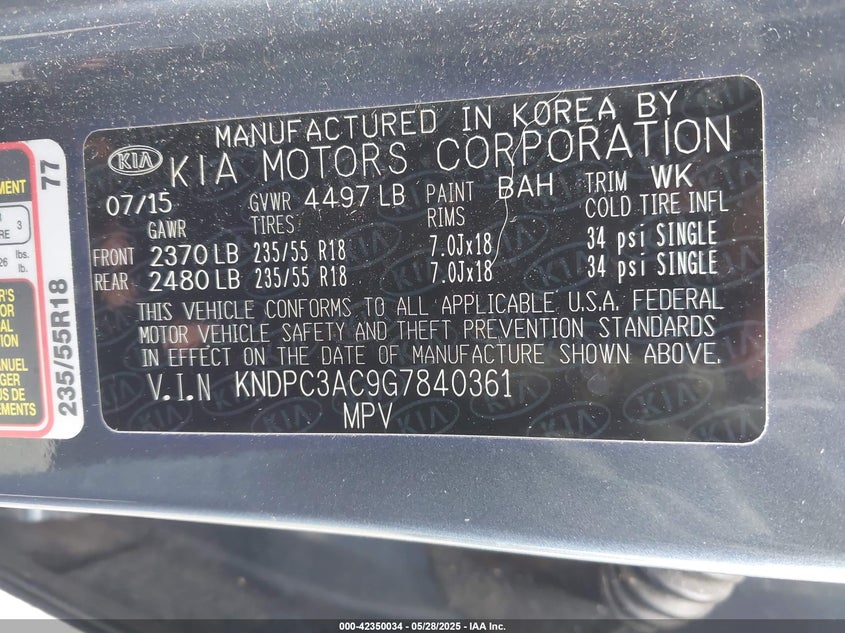 MANUFACTURED IN KOREA BY
KIA KIA MOTORS CORPORATION
07/15 GVWR 4497 LB PAINT BAH TRIM WK
GAWR TIRES RIMS COLD TIRE INFL
FRONT 2370 LB 235/55 R18 7.0Jx18 34 psi SINGLE
REAR 2480 LB 235/55 R18 7.0Jx18 34 psi SINGLE
THIS VEHICLE CONFORMS TO ALL APPLICABLE U.S.A. FEDERAL
MOTOR VEHICLE SAFETY AND THEFT PREVENTION STANDARDS
IN EFFECT ON THE DATE OF MANUFACTURE SHOWN ABOVE.
V.I.N KNDPC3AC9G7840361
MPV
77
235/55R18
3
lbs.
lb.
000-42350034 - 05/28/2025 - IAA Inc.